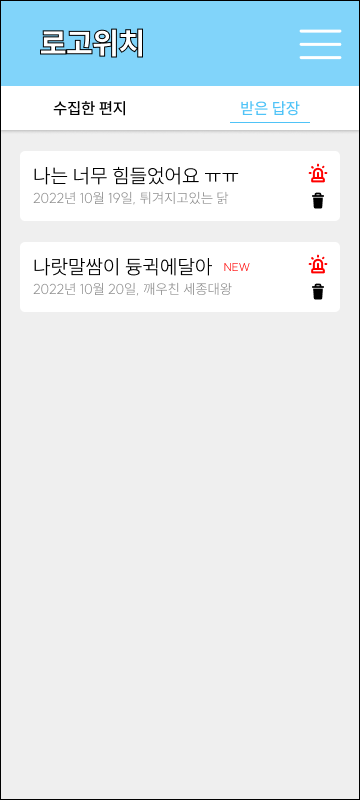 로고위치
수집한 편지
받은 답장
나는 너무 힘들었어요 ㅠㅠ
2022년 10월 19일, 튀겨지고있는 닭
나랏말쌈이 듕귁에달아 NEW
2022년 10월 20일, 깨우친 세종대왕